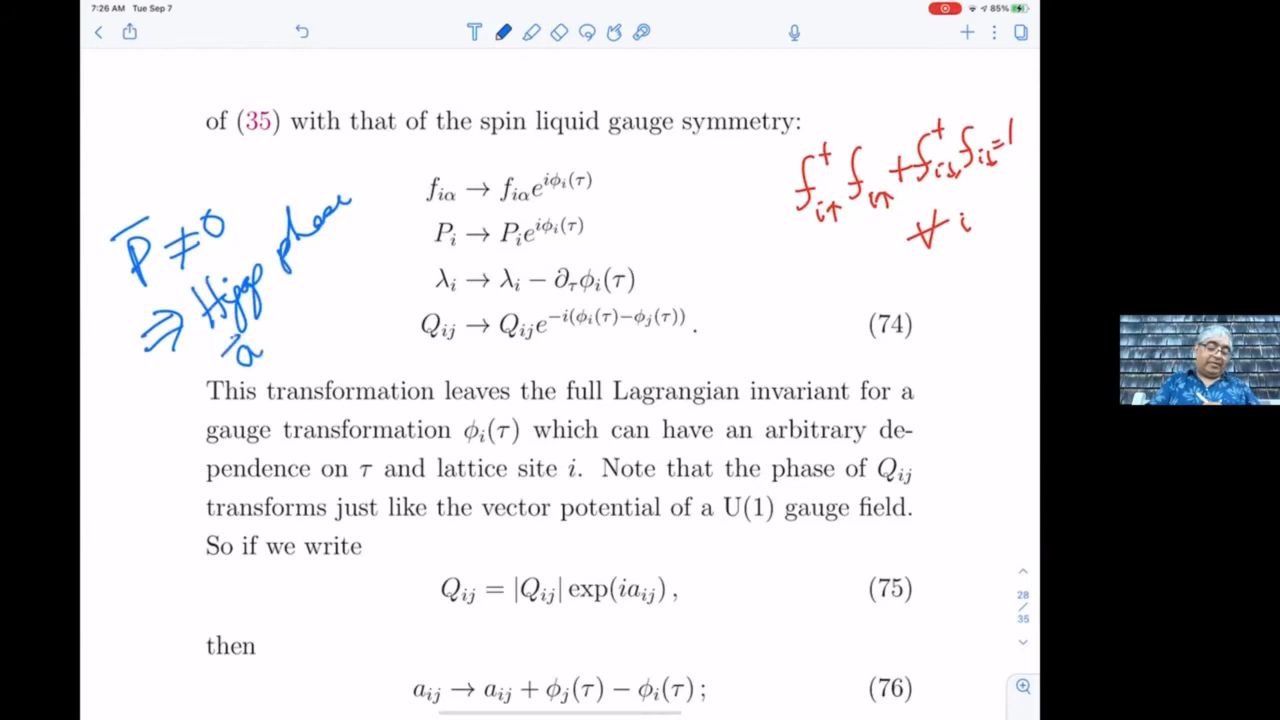 7:26 AM Tue Sep 7
85%
T
of (35) with that of the spin liquid gauge symmetry:
f_{iα} → f_{iα}e^{iϕ_i(τ)}
P_i → P_ie^{iϕ_i(τ)}
λ_i → λ_i − ∂_τϕ_i(τ)
Q_{ij} → Q_{ij}e^{−i(ϕ_i(τ)−ϕ_j(τ))} . (74)
f†_{i↑} f_{i↑} + f†_{i↓} f_{i↓} = 1
∀ i
P̄ ≠ 0
⇒ Higgs phase
a
This transformation leaves the full Lagrangian invariant for a
gauge transformation ϕ_i(τ) which can have an arbitrary de-
pendence on τ and lattice site i. Note that the phase of Q_{ij}
transforms just like the vector potential of a U(1) gauge field.
So if we write
Q_{ij} = |Q_{ij}| exp(ia_{ij}) , (75)
then
a_{ij} → a_{ij} + ϕ_j(τ) − ϕ_i(τ) ; (76)
28
/
35